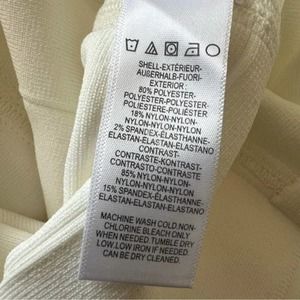 SHELL-EXTÉRIEUR-
AUßERHALB-FUORI-
EXTERIOR :
80% POLYESTER-
POLYESTER-POLYESTER-
POLIESTERE-POLIÉSTER
18% NYLON-NYLON-
NYLON-NYLON-NYLON
2% SPANDEX-ÉLASTHANNE-
ELASTAN-ELASTAN-ELASTANO
CONTRAST-
CONTRASTE-KONTRAST-
CONTRASTO-CONTRASTE
85% NYLON-NYLON-
NYLON-NYLON-NYLON
15% SPANDEX-ÉLASTHANNE-
ELASTAN-ELASTAN-ELASTANO
MACHINE WASH COLD.NON-
CHLORINE BLEACH ONLY
WHEN NEEDED.TUMBLE DRY
LOW.LOW IRON IF NEEDED
CAN BE DRY CLEANED.